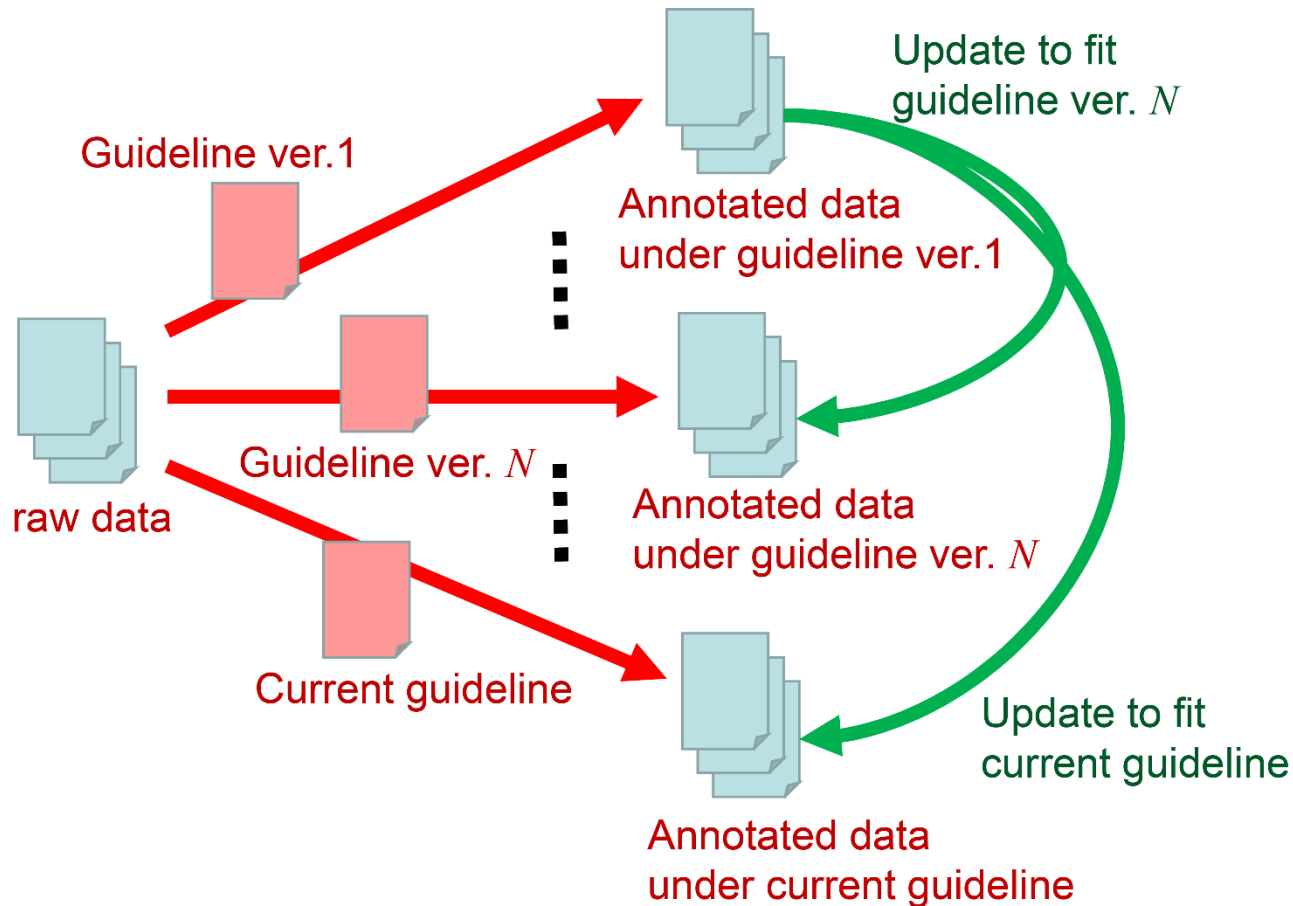 Update to fit
guideline ver. N
Guideline ver.1
Annotated data
under guideline ver.1
raw data
Guideline ver. N
Annotated data
under guideline ver. N
Current guideline
Update to fit
current guideline
Annotated data
under current guideline